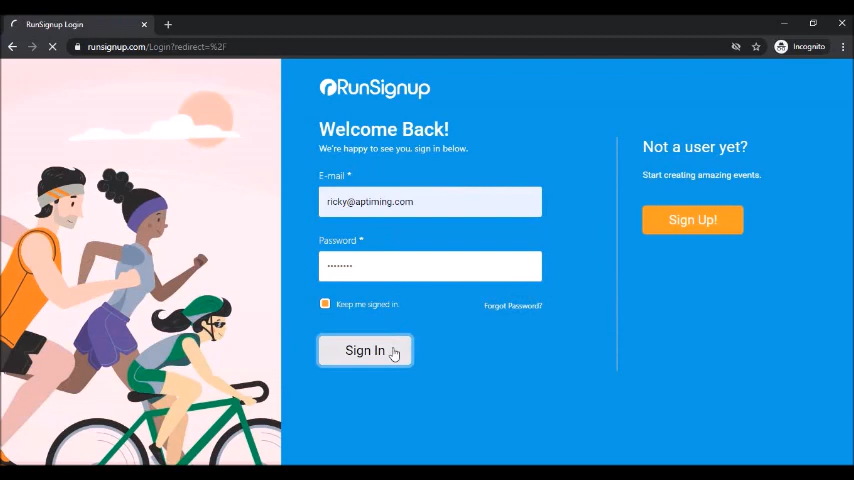 RunSignup Login
runsignup.com/Login?redirect=%2F
Incognito
RunSignup
Welcome Back!
We're happy to see you, sign in below.
E-mail *
ricky@aptiming.com
Password *
••••••••
Keep me signed in.
Forgot Password?
Sign In
Not a user yet?
Start creating amazing events.
Sign Up!